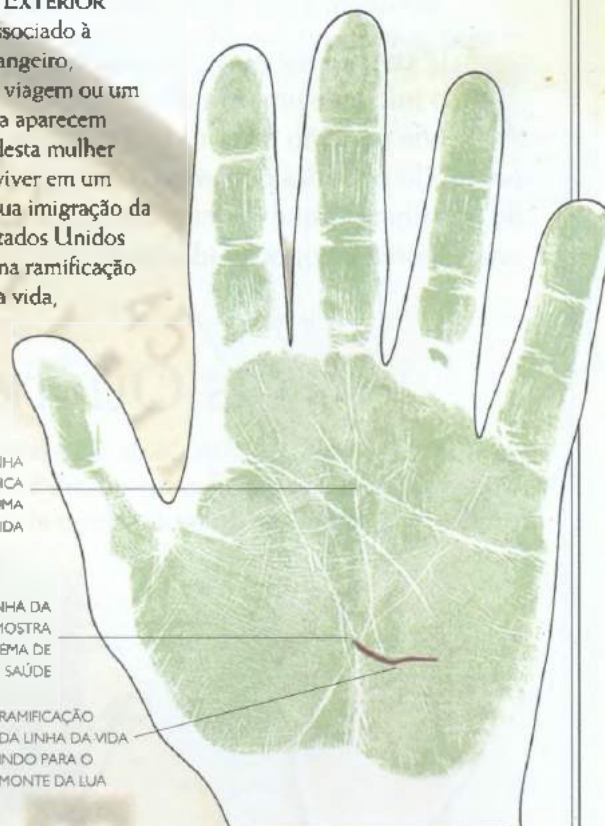 EXTERIOR
ssociado à
angeiro,
viagem ou um
a aparecem
desta mulher
viver em um
ua imigração da
tados Unidos
na ramificação
à vida,
NHA
ICA
UMA
IDA
NHA DA
MOSTRA
EMA DE
SAÚDE
RAMIFICAÇÃO
DA LINHA DA VIDA
INDO PARA O
MONTE DA LUA